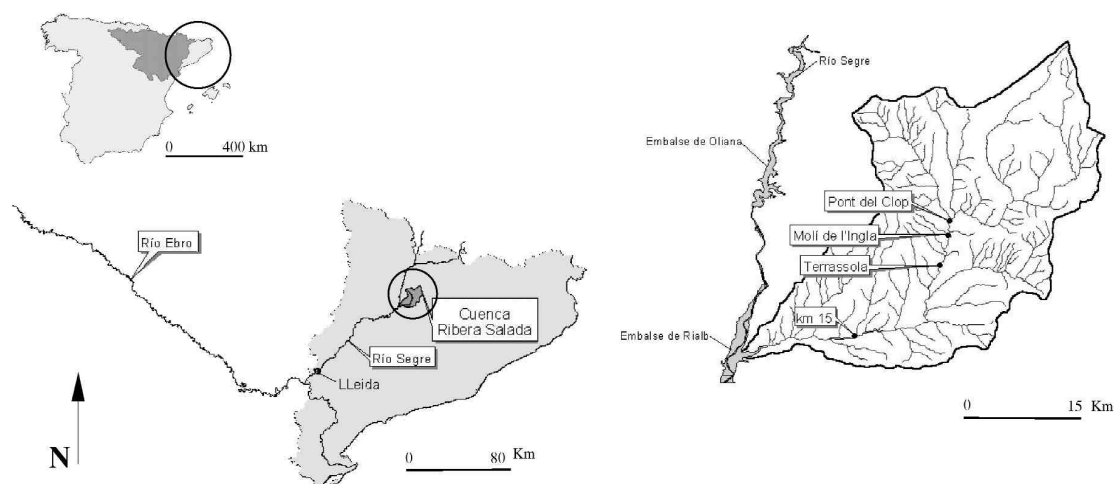 0
400 km
Río Ebro
Cuenca
Ribera Salada
Río Segre
LLeida
N
0
80
Km
Río Segre
Embalse de Oliana
Pont del Clop
Molí de l'Ingla
Terrassola
km 15
Embalse de Rialb
0
15
Km